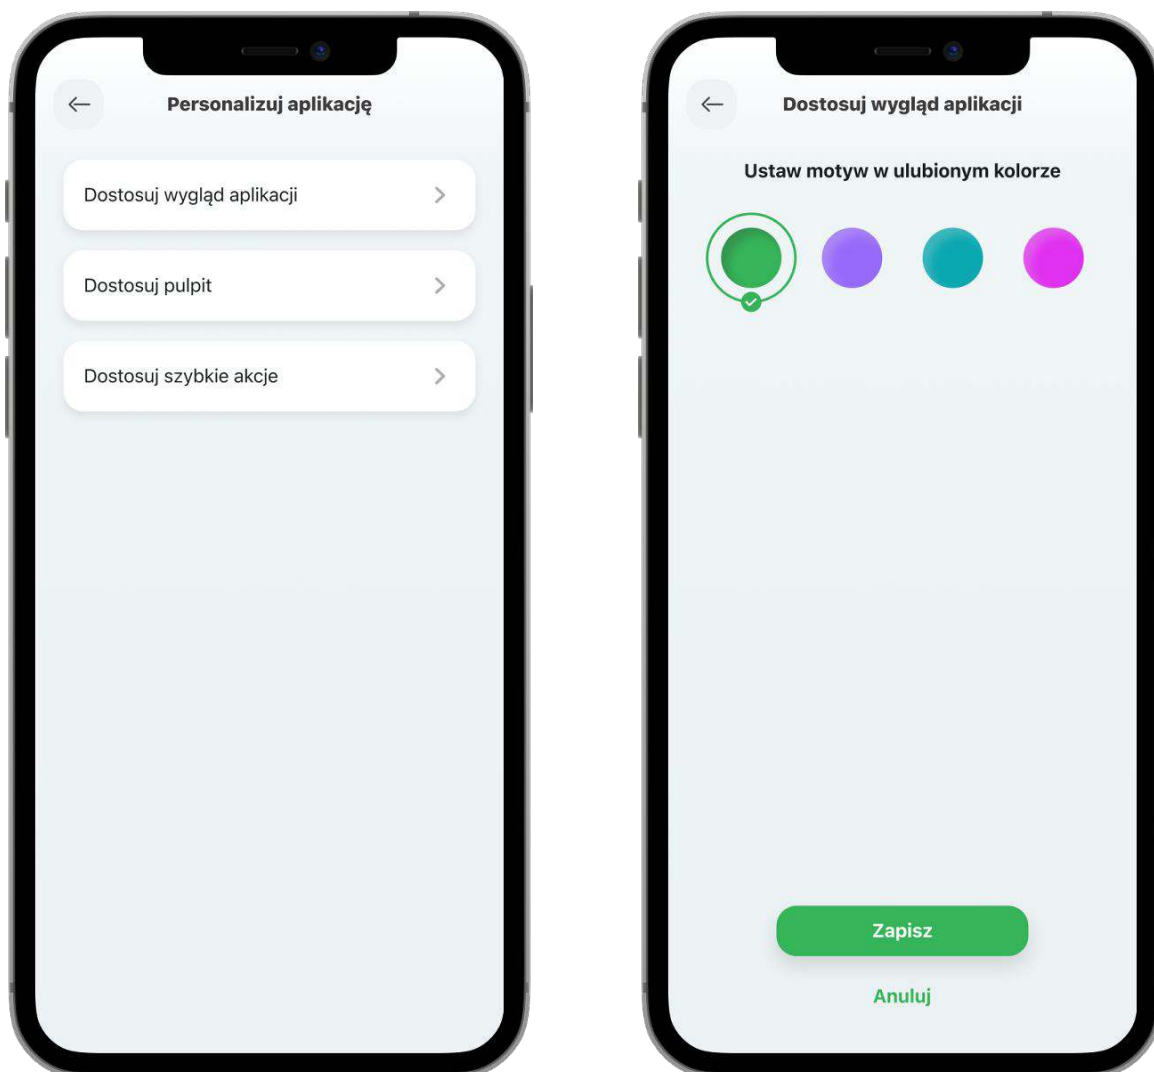 Personalizuj aplikację
Dostosuj wygląd aplikacji
Dostosuj pulpit
Dostosuj szybkie akcje
Dostosuj wygląd aplikacji
Ustaw motyw w ulubionym kolorze
Zapisz
Anuluj